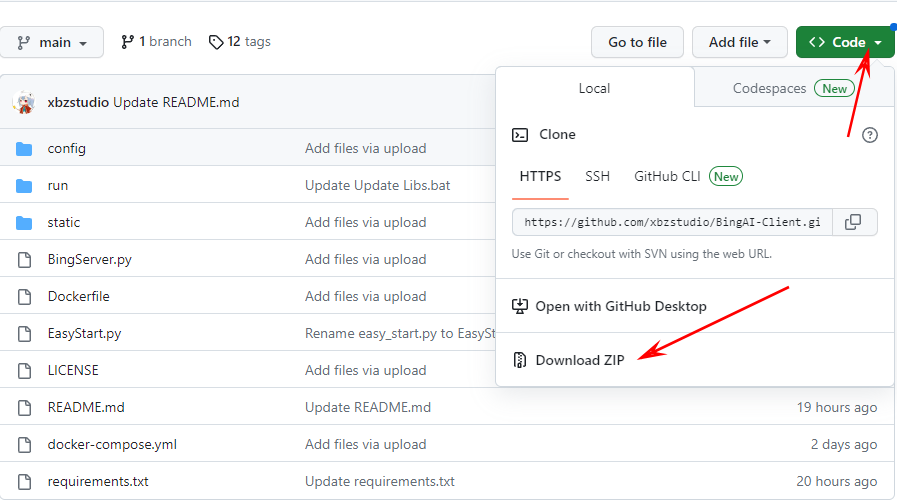 main
1 branch
12 tags
Go to file
Add file
<> Code
xbzstudio Update README.md
Local
Codespaces New
Clone
HTTPS SSH GitHub CLI New
https://github.com/xbzstudio/BingAI-Client.gi
Use Git or checkout with SVN using the web URL.
Open with GitHub Desktop
Download ZIP
config Add files via upload
run Update Update Libs.bat
static Add files via upload
BingServer.py Add files via upload
Dockerfile Add files via upload
EasyStart.py Rename easy_start.py to EasySt
LICENSE Add files via upload
README.md Update README.md 19 hours ago
docker-compose.yml Add files via upload 2 days ago
requirements.txt Update requirements.txt 20 hours ago